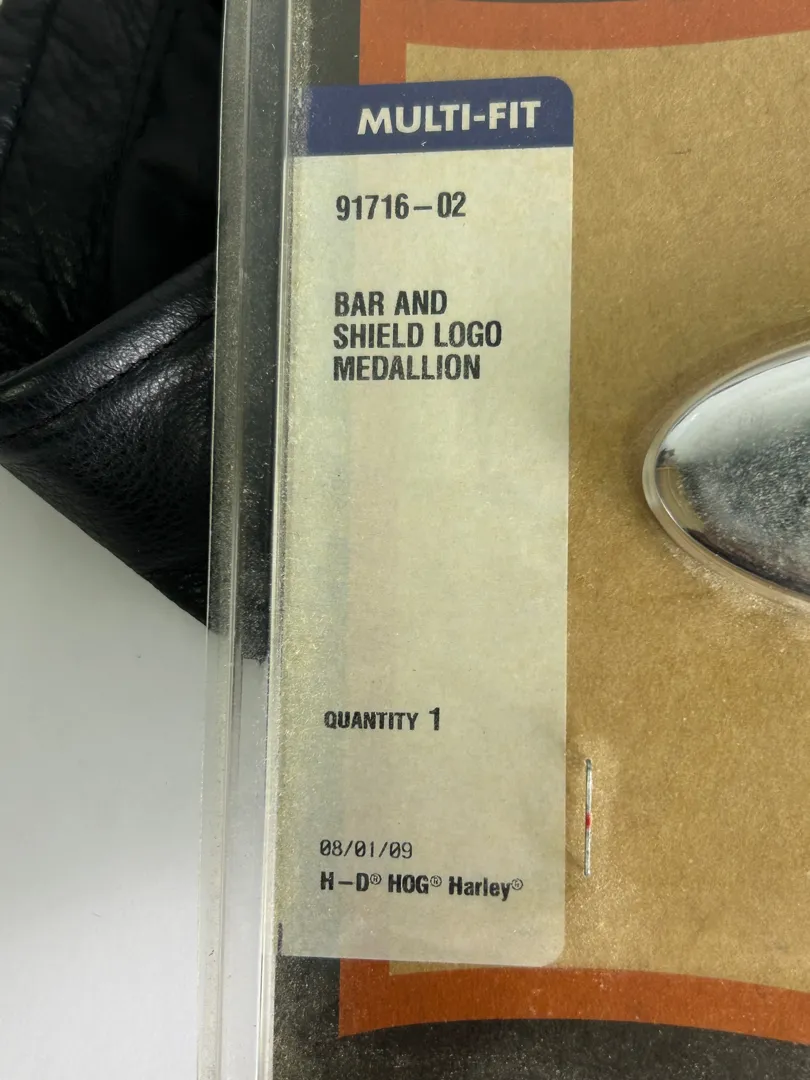 MULTI-FIT
91716-02
BAR AND
SHIELD LOGO
MEDALLION
QUANTITY 1
08/01/09
H-D® HOG® Harley®